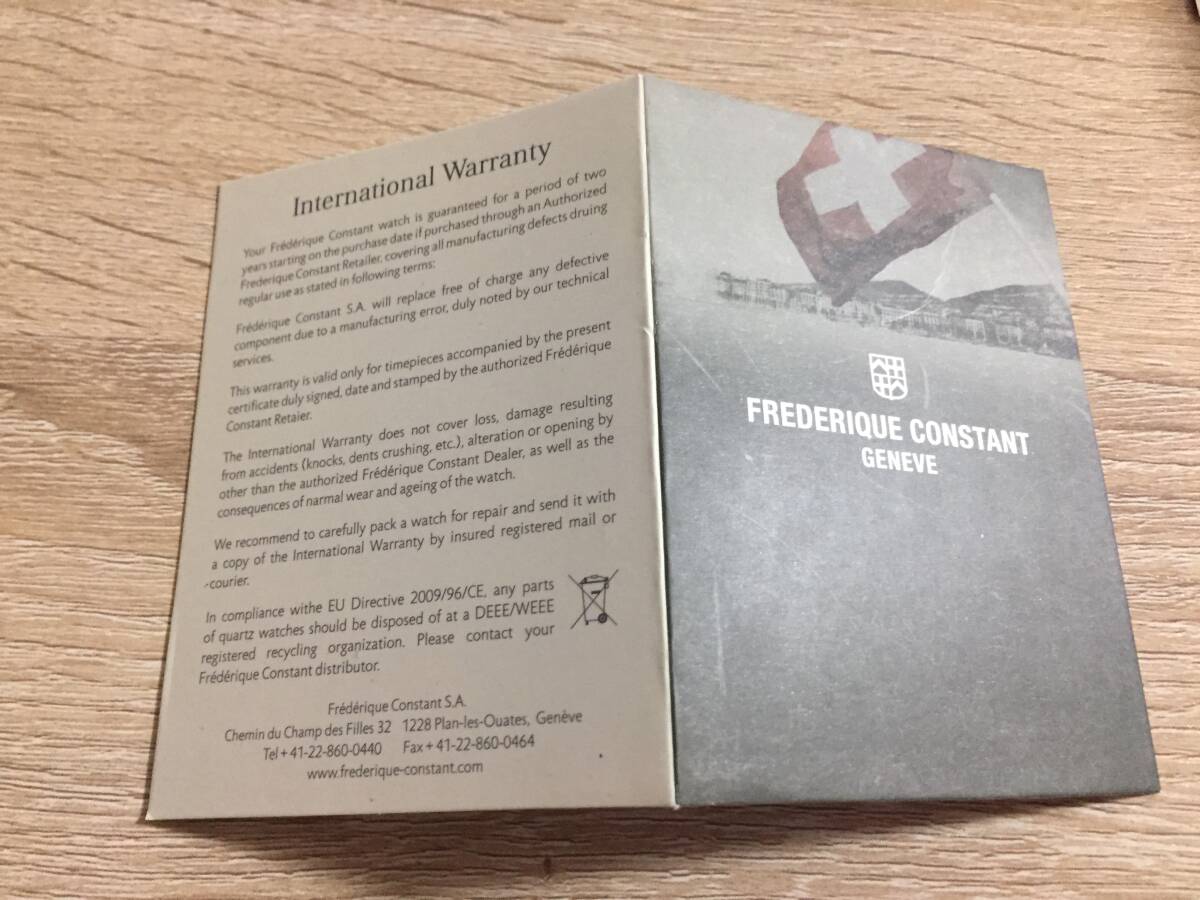 International Warranty
Your Frédérique Constant watch is guaranteed for a period of two
years starting on the purchase date if purchased through an Authorized
Frederique Constant Retailer, covering all manufacturing defects druing
regular use as stated in following terms:
Frédérique Constant S.A. will replace free of charge any defective
component due to a manufacturing error, duly noted by our technical
services.
This warranty is valid only for timepieces accompanied by the present
certificate duly signed, date and stamped by the authorized Frédérique
Constant Retaier.
The International Warranty does not cover loss, damage resulting
from accidents (knocks, dents crushing, etc.), alteration or opening by
other than the authorized Frédérique Constant Dealer, as well as the
consequences of narmal wear and ageing of the watch.
We recommend to carefully pack a watch for repair and send it with
a copy of the International Warranty by insured registered mail or
-courier.
In compliance withe EU Directive 2009/96/CE, any parts
of quartz watches should be disposed of at a DEEE/WEEE
registered recycling organization. Please contact your
Frédérique Constant distributor.
Frédérique Constant S.A.
Chemin du Champ des Filles 32 1228 Plan-les-Ouates, Genève
Tel + 41-22-860-0440 Fax + 41-22-860-0464
www.frederique-constant.com
FREDERIQUE CONSTANT
GENEVE